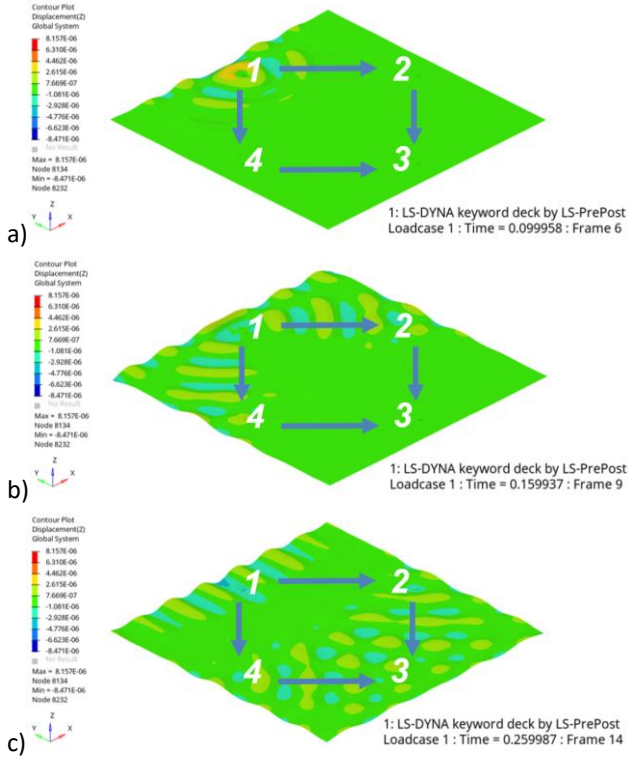 Contour Plot
Displacement(Z)
Global System
8.157E-06
6.310E-06
4.462E-06
2.615E-06
7.669E-07
-1.081E-06
-2.928E-06
-4.776E-06
-6.623E-06
-8.471E-06
No Result
Max = 8.157E-06
Node 8134
Min = -8.471E-06
Node 8232
Z
Y X
a)
1 2
4 3
1: LS-DYNA keyword deck by LS-PrePost
Loadcase 1 : Time = 0.099958 : Frame 6
Contour Plot
Displacement(Z)
Global System
8.157E-06
6.310E-06
4.462E-06
2.615E-06
7.669E-07
-1.081E-06
-2.928E-06
-4.776E-06
-6.623E-06
-8.471E-06
No Result
Max = 8.157E-06
Node 8134
Min = -8.471E-06
Node 8232
Z
Y X
b)
1 2
4 3
1: LS-DYNA keyword deck by LS-PrePost
Loadcase 1 : Time = 0.159937 : Frame 9
Contour Plot
Displacement(Z)
Global System
8.157E-06
6.310E-06
4.462E-06
2.615E-06
7.669E-07
-1.081E-06
-2.928E-06
-4.776E-06
-6.623E-06
-8.471E-06
No Result
Max = 8.157E-06
Node 8134
Min = -8.471E-06
Node 8232
Z
Y X
c)
1 2
4 3
1: LS-DYNA keyword deck by LS-PrePost
Loadcase 1 : Time = 0.259987 : Frame 14